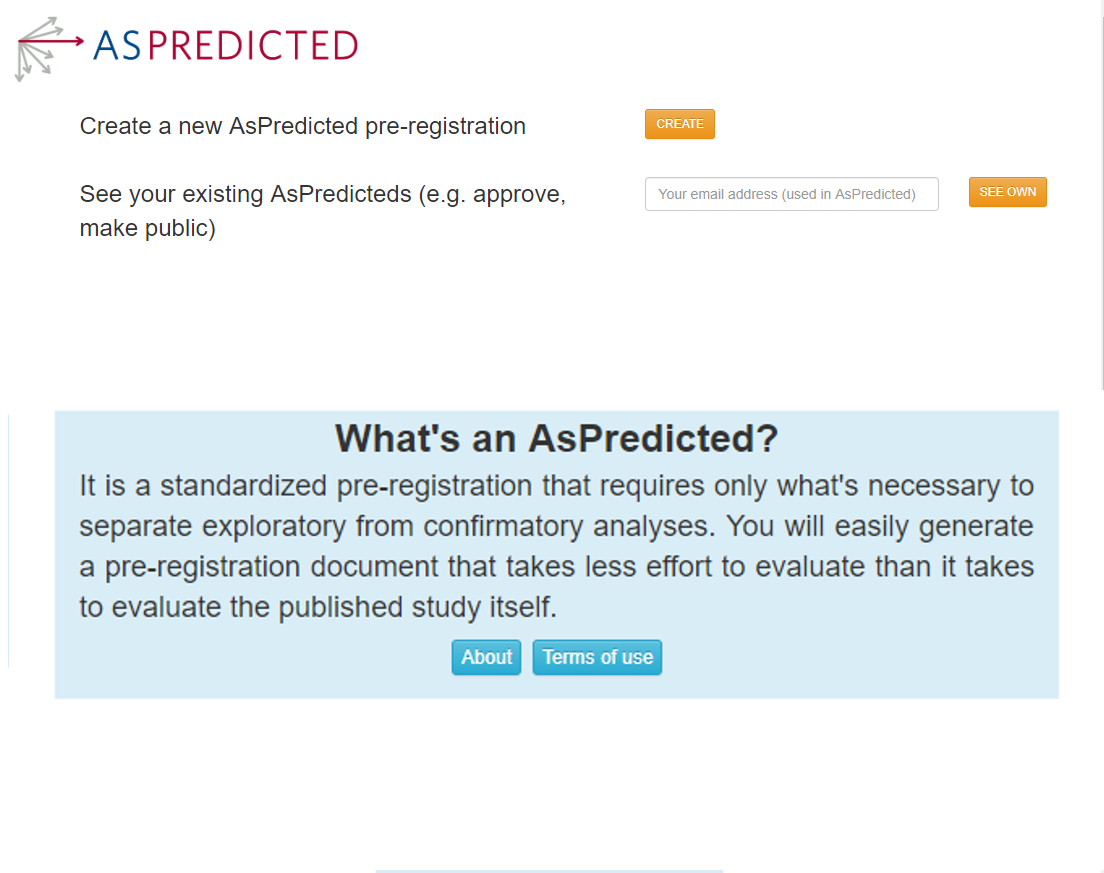 ASPREDICTED
Create a new AsPredicted pre-registration
CREATE
See your existing AsPredicteds (e.g. approve,
make public)
Your email address (used in AsPredicted)
SEE OWN
What's an AsPredicted?
It is a standardized pre-registration that requires only what's necessary to
separate exploratory from confirmatory analyses. You will easily generate
a pre-registration document that takes less effort to evaluate than it takes
to evaluate the published study itself.
About
Terms of use